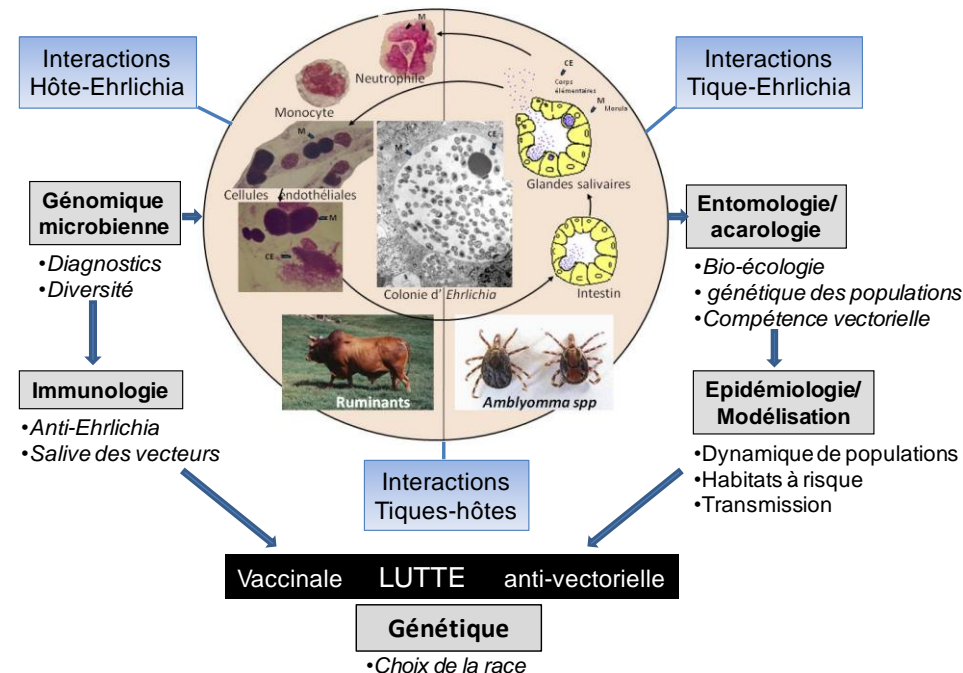 Interactions
Hôte-Ehrlichia
Interactions
Tique-Ehrlichia
M
Neutrophile
Monocyte
CE
Corps
élémentaires
M
Morula
M
Cellules endothéliales
M
CE
M
CE
Colonie d' Ehrlichia
Glandes salivaires
Intestin
Génomique
microbienne
•Diagnostics
•Diversité
Immunologie
•Anti-Ehrlichia
•Salive des vecteurs
Ruminants
Amblyomma spp
Entomologie/
acarologie
•Bio-écologie
• génétique des populations
•Compétence vectorielle
Epidémiologie/
Modélisation
•Dynamique de populations
•Habitats à risque
•Transmission
Interactions
Tiques-hôtes
Vaccinale LUTTE anti-vectorielle
Génétique
•Choix de la race